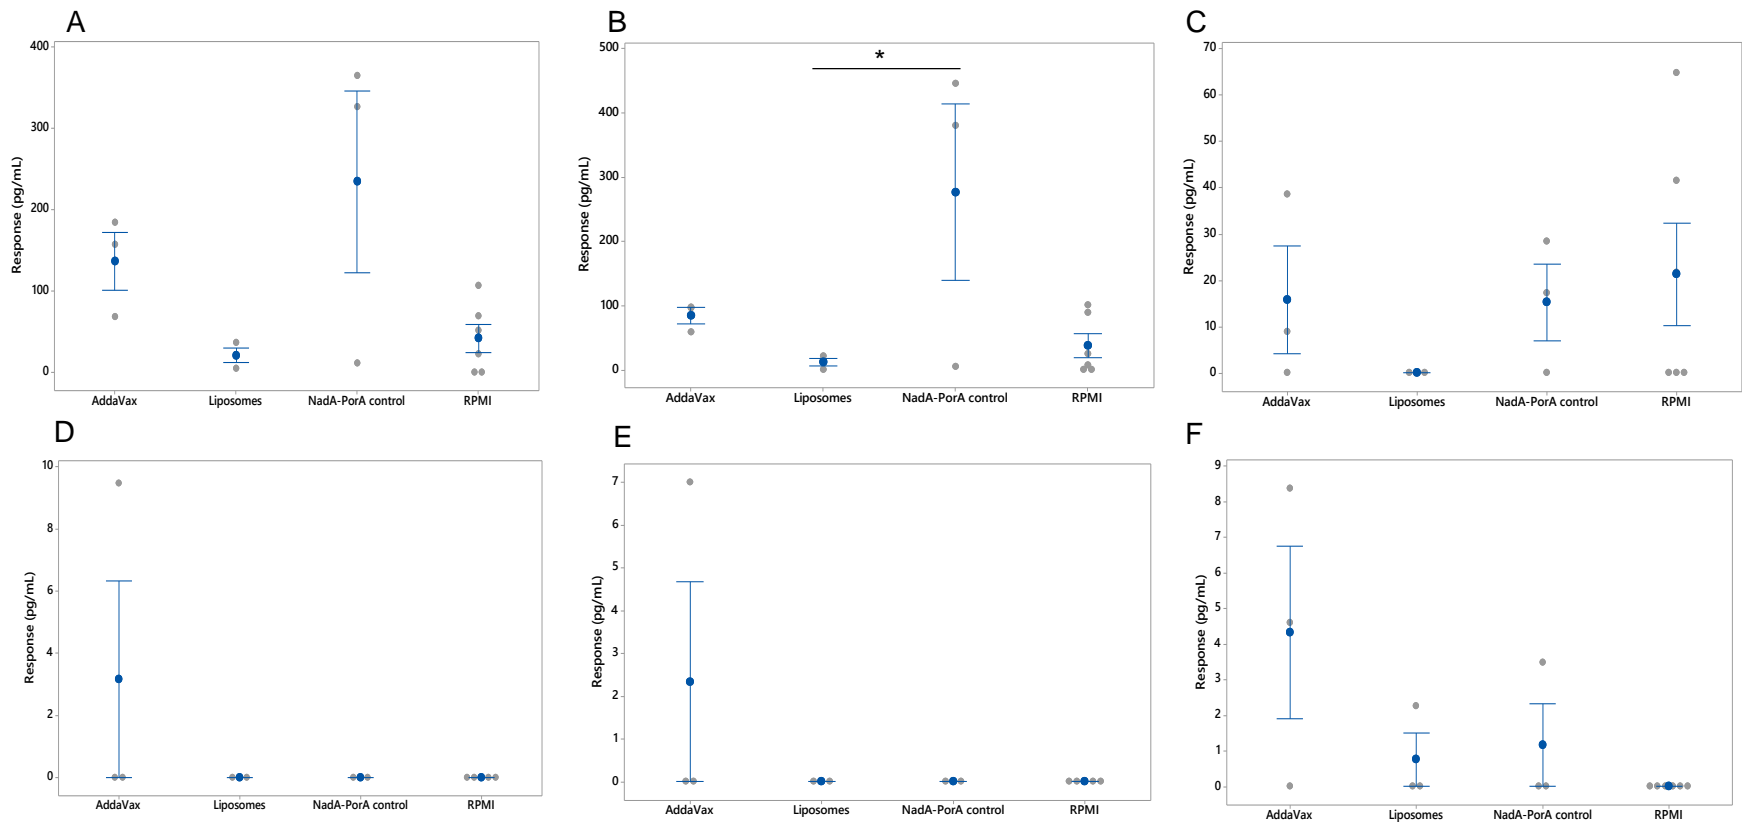 A
400
300
200
100
0
Response (pg/mL)
AddaVax Liposomes NadA-PorA control RPMI
B
*
500
400
300
200
100
0
Response (pg/mL)
AddaVax Liposomes NadA-PorA control RPMI
C
70
60
50
40
30
20
10
0
Response (pg/mL)
AddaVax Liposomes NadA-PorA control RPMI
D
10
8
6
4
2
0
Response (pg/mL)
AddaVax Liposomes NadA-PorA control RPMI
E
7
6
5
4
3
2
1
0
Response (pg/mL)
AddaVax Liposomes NadA-PorA control RPMI
F
9
8
7
6
5
4
3
2
1
0
Response (pg/mL)
AddaVax Liposomes NadA-PorA control RPMI